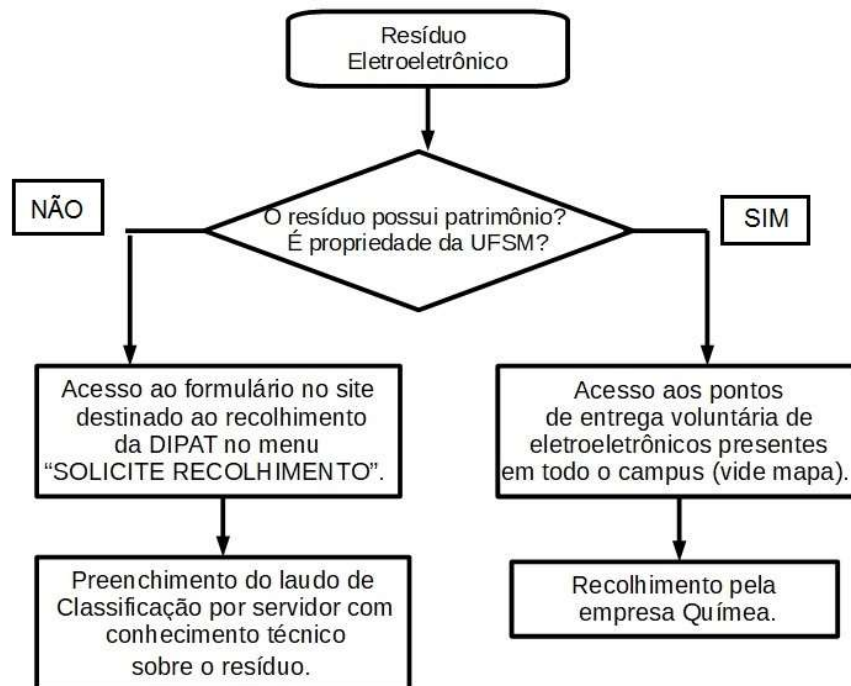 Resíduo
Eletroeletrônico
NÃO
O resíduo possui patrimônio?
É propriedade da UFSM?
SIM
Acesso ao formulário no site
destinado ao recolhimento
da DIPAT no menu
“SOLICITE RECOLHIMENTO”.
Acesso aos pontos
de entrega voluntária de
eletroeletrônicos presentes
em todo o campus (vide mapa).
Preenchimento do laudo de
Classificação por servidor com
conhecimento técnico
sobre o resíduo.
Recolhimento pela
empresa Químea.